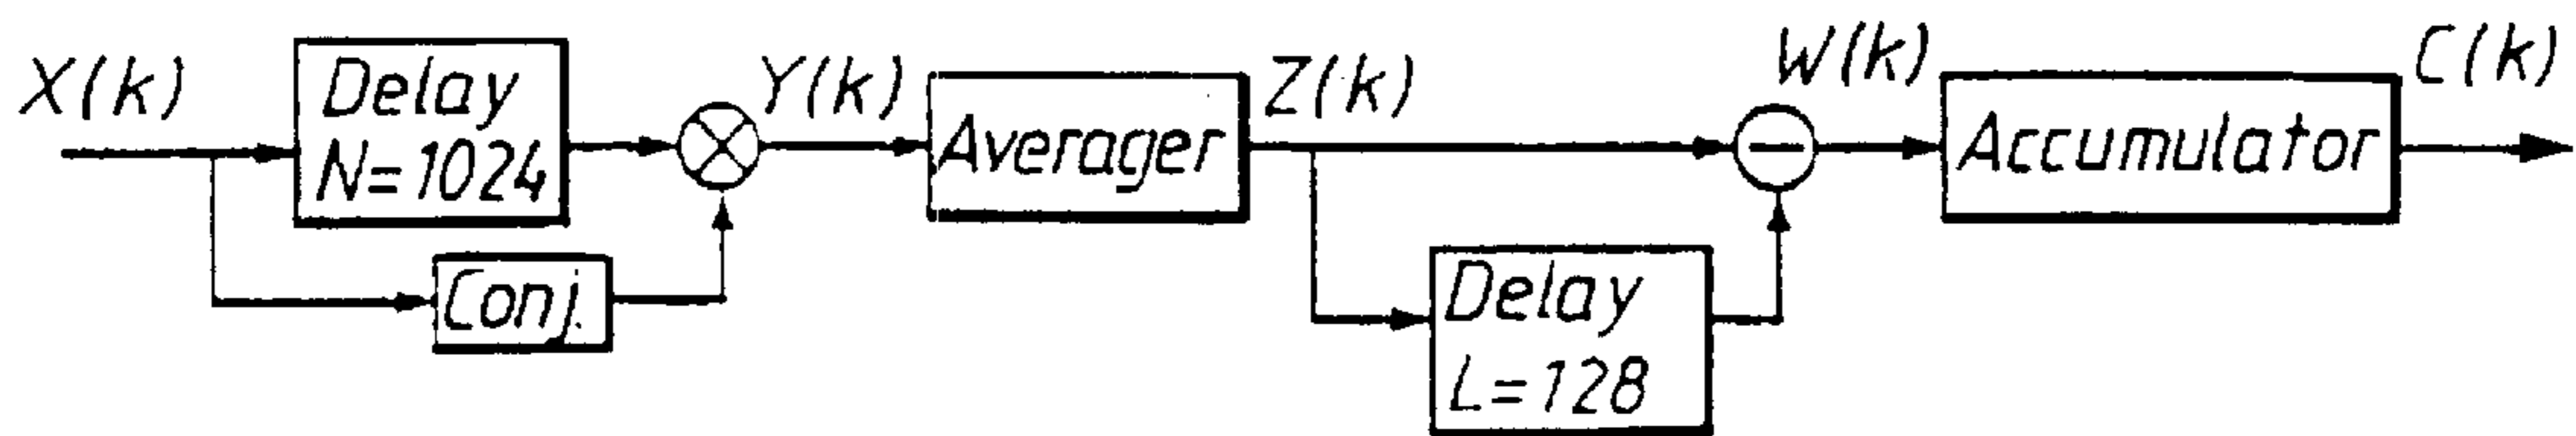 X(k)
Delay
N=1024
Conj.
Y(k)
Averager
Z(k)
Delay
L=128
W(k)
Accumulator
C(k)